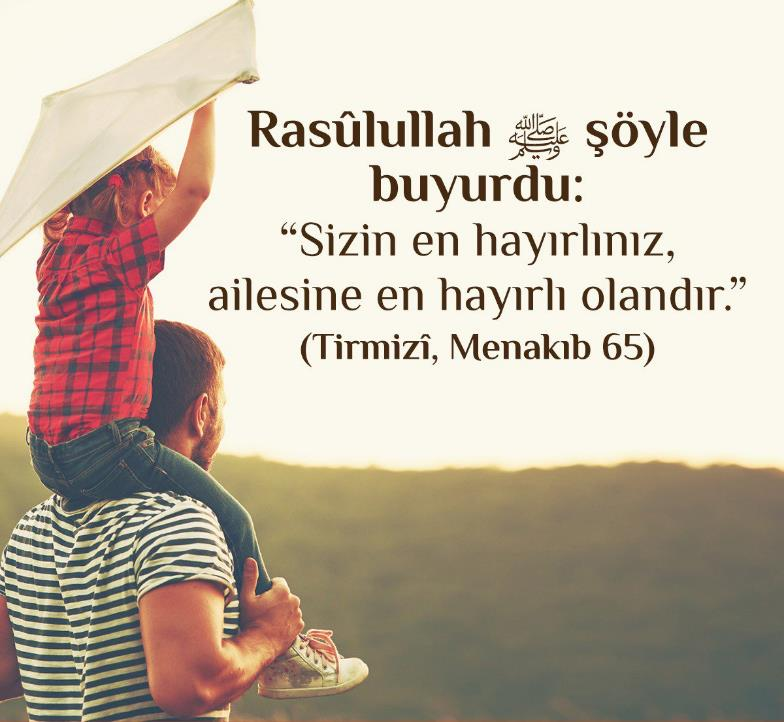 Rasûlullah ﷺ şöyle
buyurdu:
“Sizin en hayırlınız,
ailesine en hayırlı olandır.”
(Tirmizî, Menakıb 65)